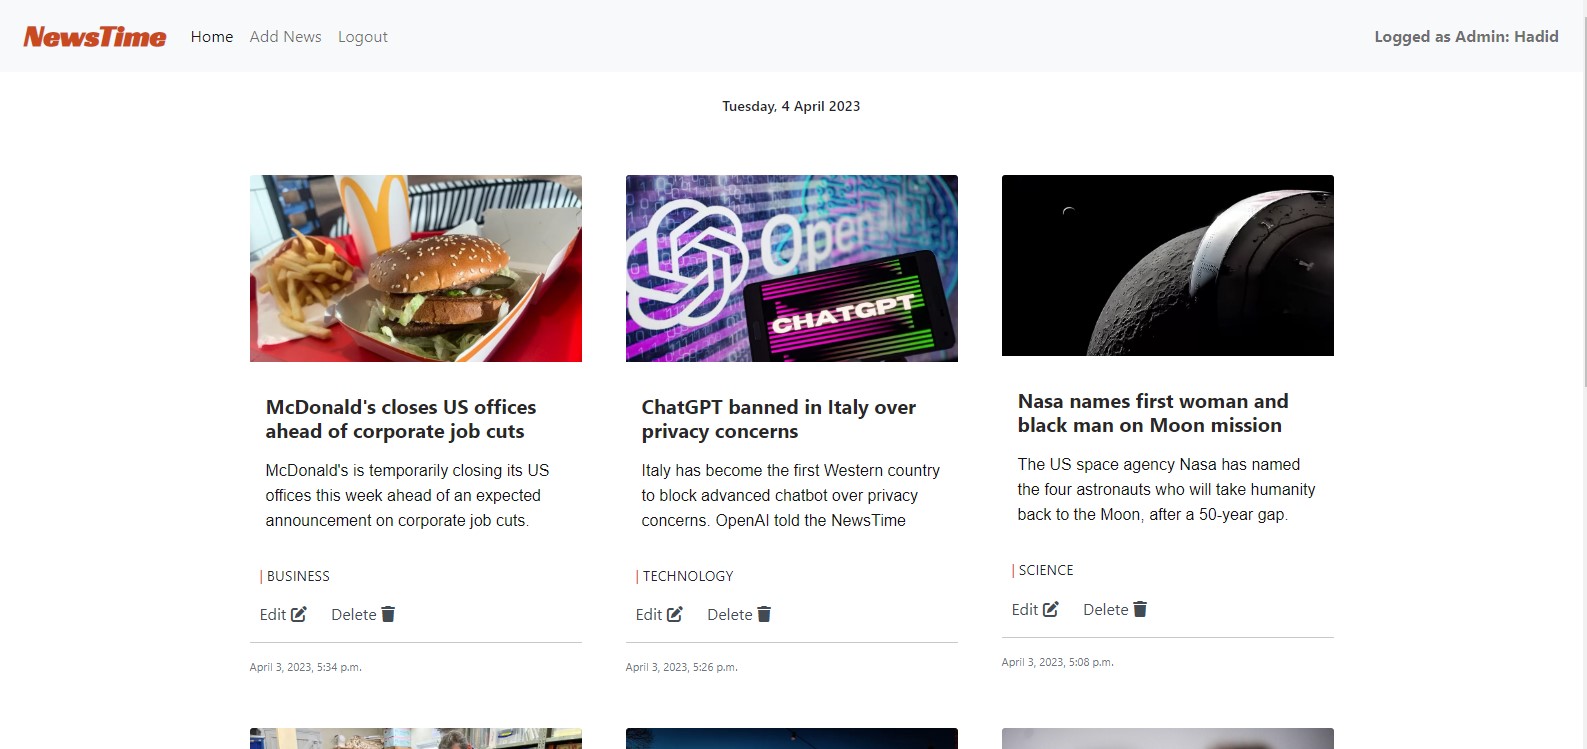 NewsTime Home Add News Logout Logged as Admin: Hadid
Tuesday, 4 April 2023
OpenAI
CHATGPT
McDonald's closes US offices
ahead of corporate job cuts
McDonald's is temporarily closing its US
offices this week ahead of an expected
announcement on corporate job cuts.
| BUSINESS
Edit Delete
April 3, 2023, 5:34 p.m.
ChatGPT banned in Italy over
privacy concerns
Italy has become the first Western country
to block advanced chatbot over privacy
concerns. OpenAI told the NewsTime
| TECHNOLOGY
Edit Delete
April 3, 2023, 5:26 p.m.
Nasa names first woman and
black man on Moon mission
The US space agency Nasa has named
the four astronauts who will take humanity
back to the Moon, after a 50-year gap.
| SCIENCE
Edit Delete
April 3, 2023, 5:08 p.m.